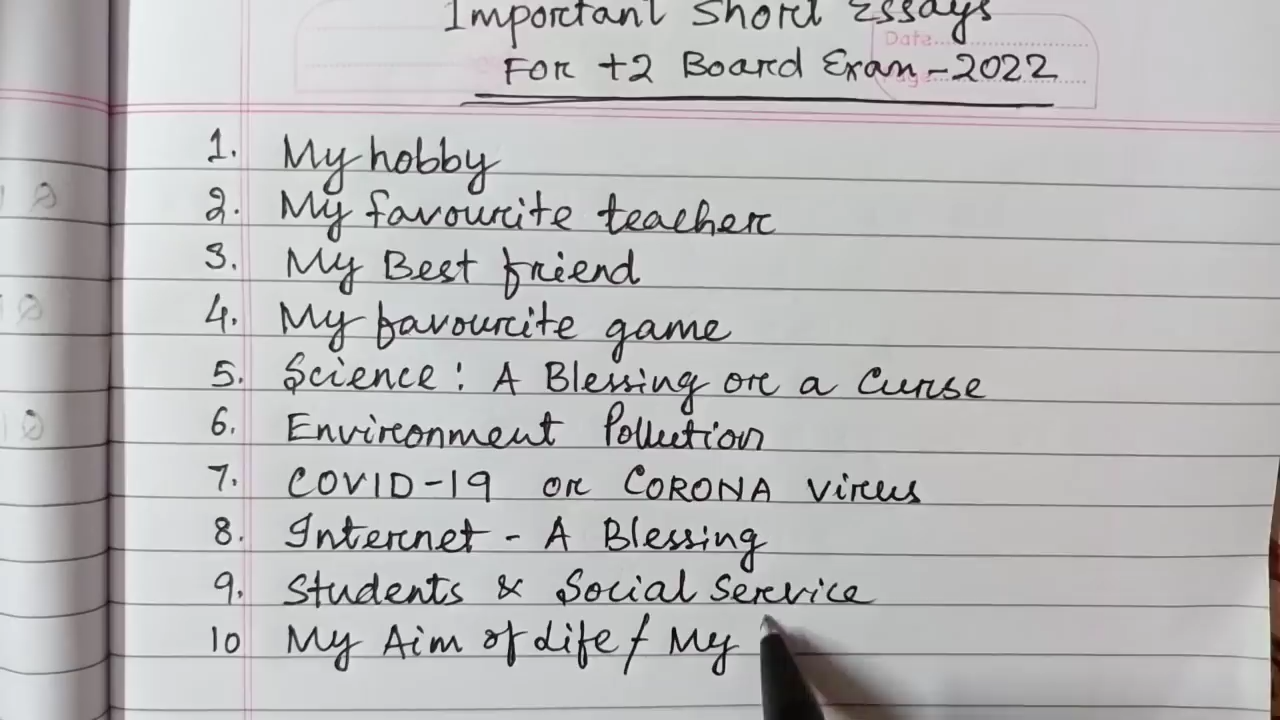 Important Short Essays
Date
For +2 Board Exam-2022
1. My hobby
2. My favourite teacher
3. My Best friend
4. My favourite game
5. Science: A Blessing or a Curse
6. Environment Pollution
7. COVID-19 or CORONA Virus
8. Internet - A Blessing
9. Students & Social Service
10 My Aim of Life / My